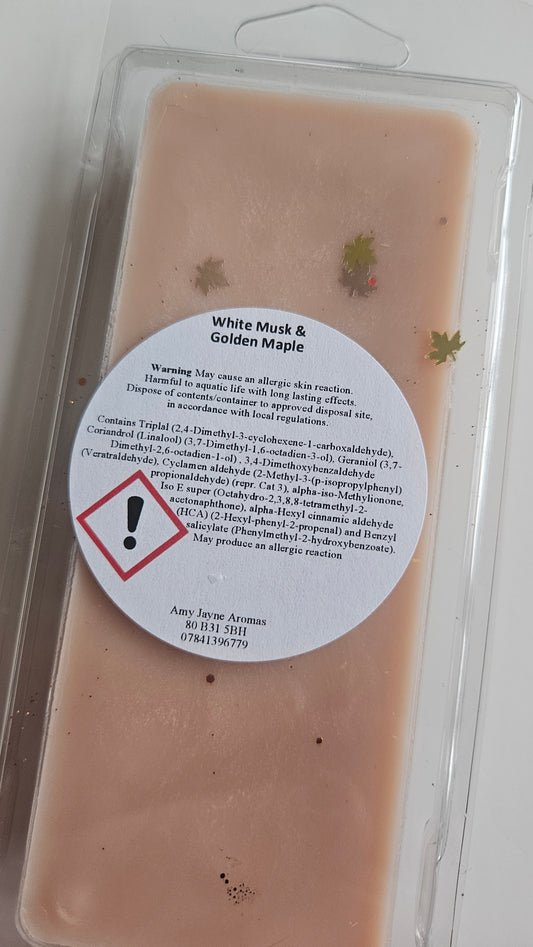 White Musk &
Golden Maple
Warning May cause an allergic skin reaction.
Harmful to aquatic life with long lasting effects.
Dispose of contents/container to approved disposal site,
in accordance with local regulations.
Contains Triplal (2,4-Dimethyl-3-cyclohexene-1-carboxaldehyde),
Coriandrol (Linalool) (3,7-Dimethyl-1,6-octadien-3-ol), Geraniol (3,7-
Dimethyl-2,6-octadien-1-ol) , 3,4-Dimethoxybenzaldehyde
(Veratraldehyde), Cyclamen aldehyde (2-Methyl-3-(p-isopropylphenyl)
propionaldehyde) (repr. Cat 3), alpha-iso-Methylionone,
Iso E super (Octahydro-2,3,8,8-tetramethyl-2-
acetonaphthone), alpha-Hexyl cinnamic aldehyde
(HCA) (2-Hexyl-phenyl-2-propenal) and Benzyl
salicylate (Phenylmethyl-2-hydroxybenzoate).
May produce an allergic reaction
Amy Jayne Aromas
80 B31 5BH
07841396779